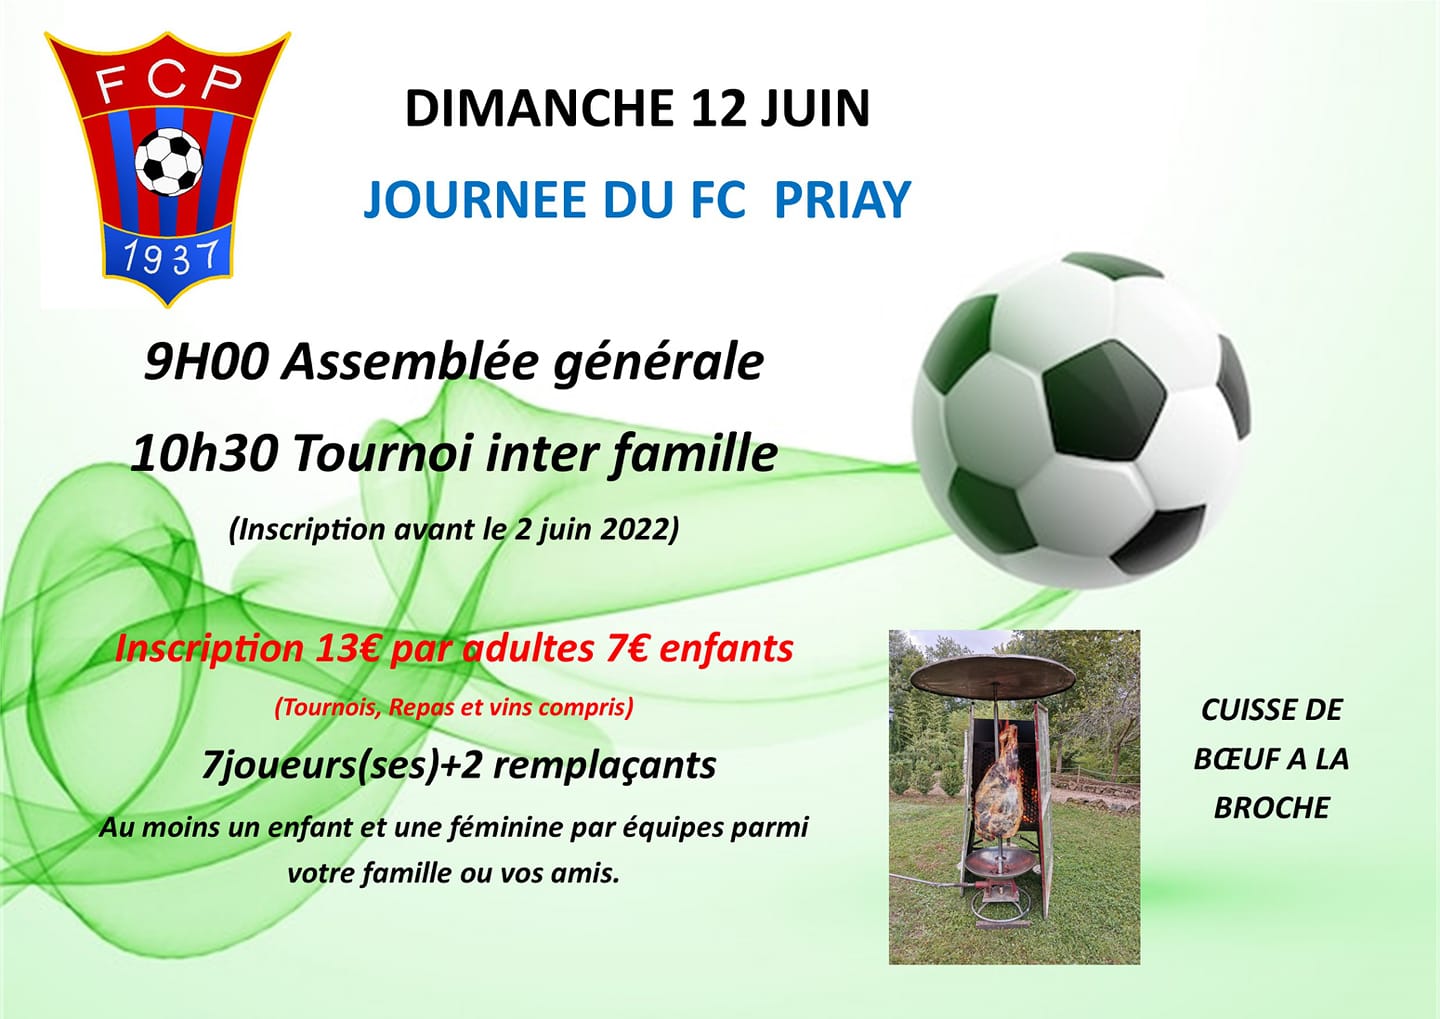 FCP
1937
DIMANCHE 12 JUIN
JOURNEE DU FC  PRIAY
9H00 Assemblée générale
10h30 Tournoi inter famille
(Inscription avant le 2 juin 2022)
Inscription 13€ par adultes 7€ enfants
(Tournois, Repas et vins compris)
7joueurs(ses)+2 remplaçants
Au moins un enfant et une féminine par équipes parmi
votre famille ou vos amis.
CUISSE DE
BŒUF A LA
BROCHE